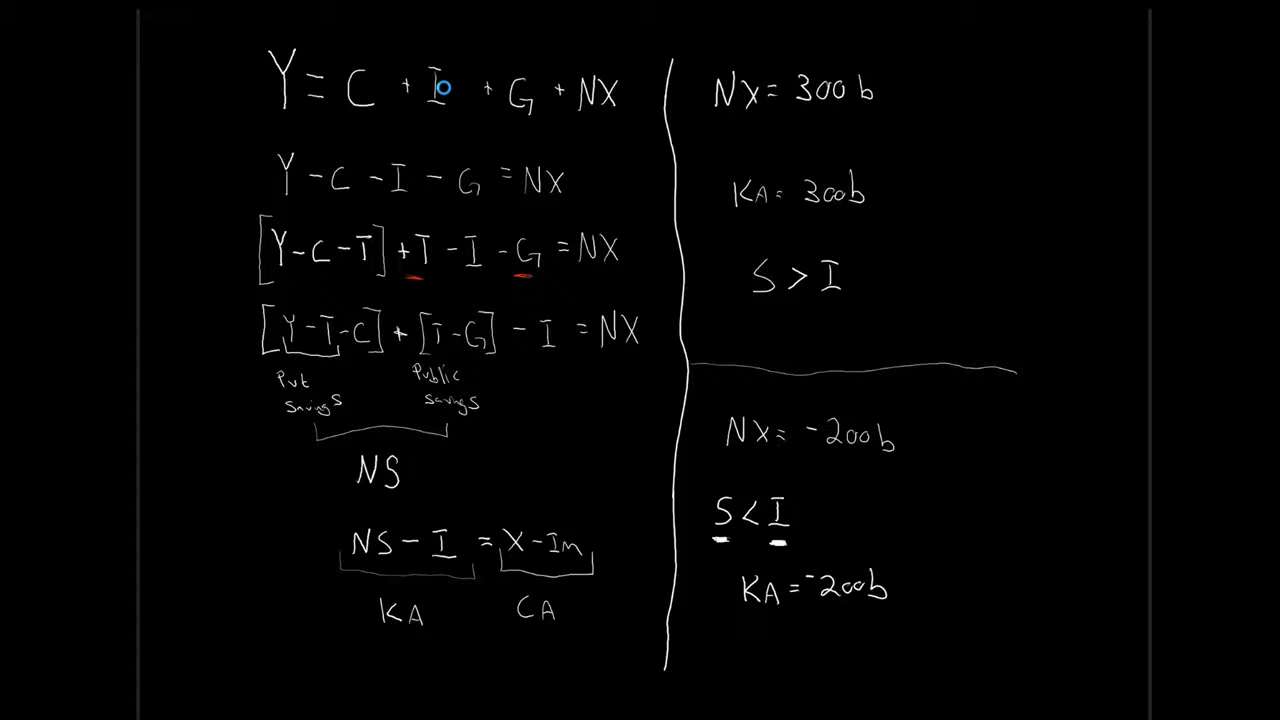 Y = C + I + G + NX
Y - C - I - G = NX
[Y - C - T] + T - I - G = NX
[Y - T - C] + [T - G] - I = NX
Pvt Savings
Public Savings
NS
NS - I = X - Im
KA
CA
NX = 300 b
KA = 300b
S > I
NX = -200b
S < I
KA = -200b